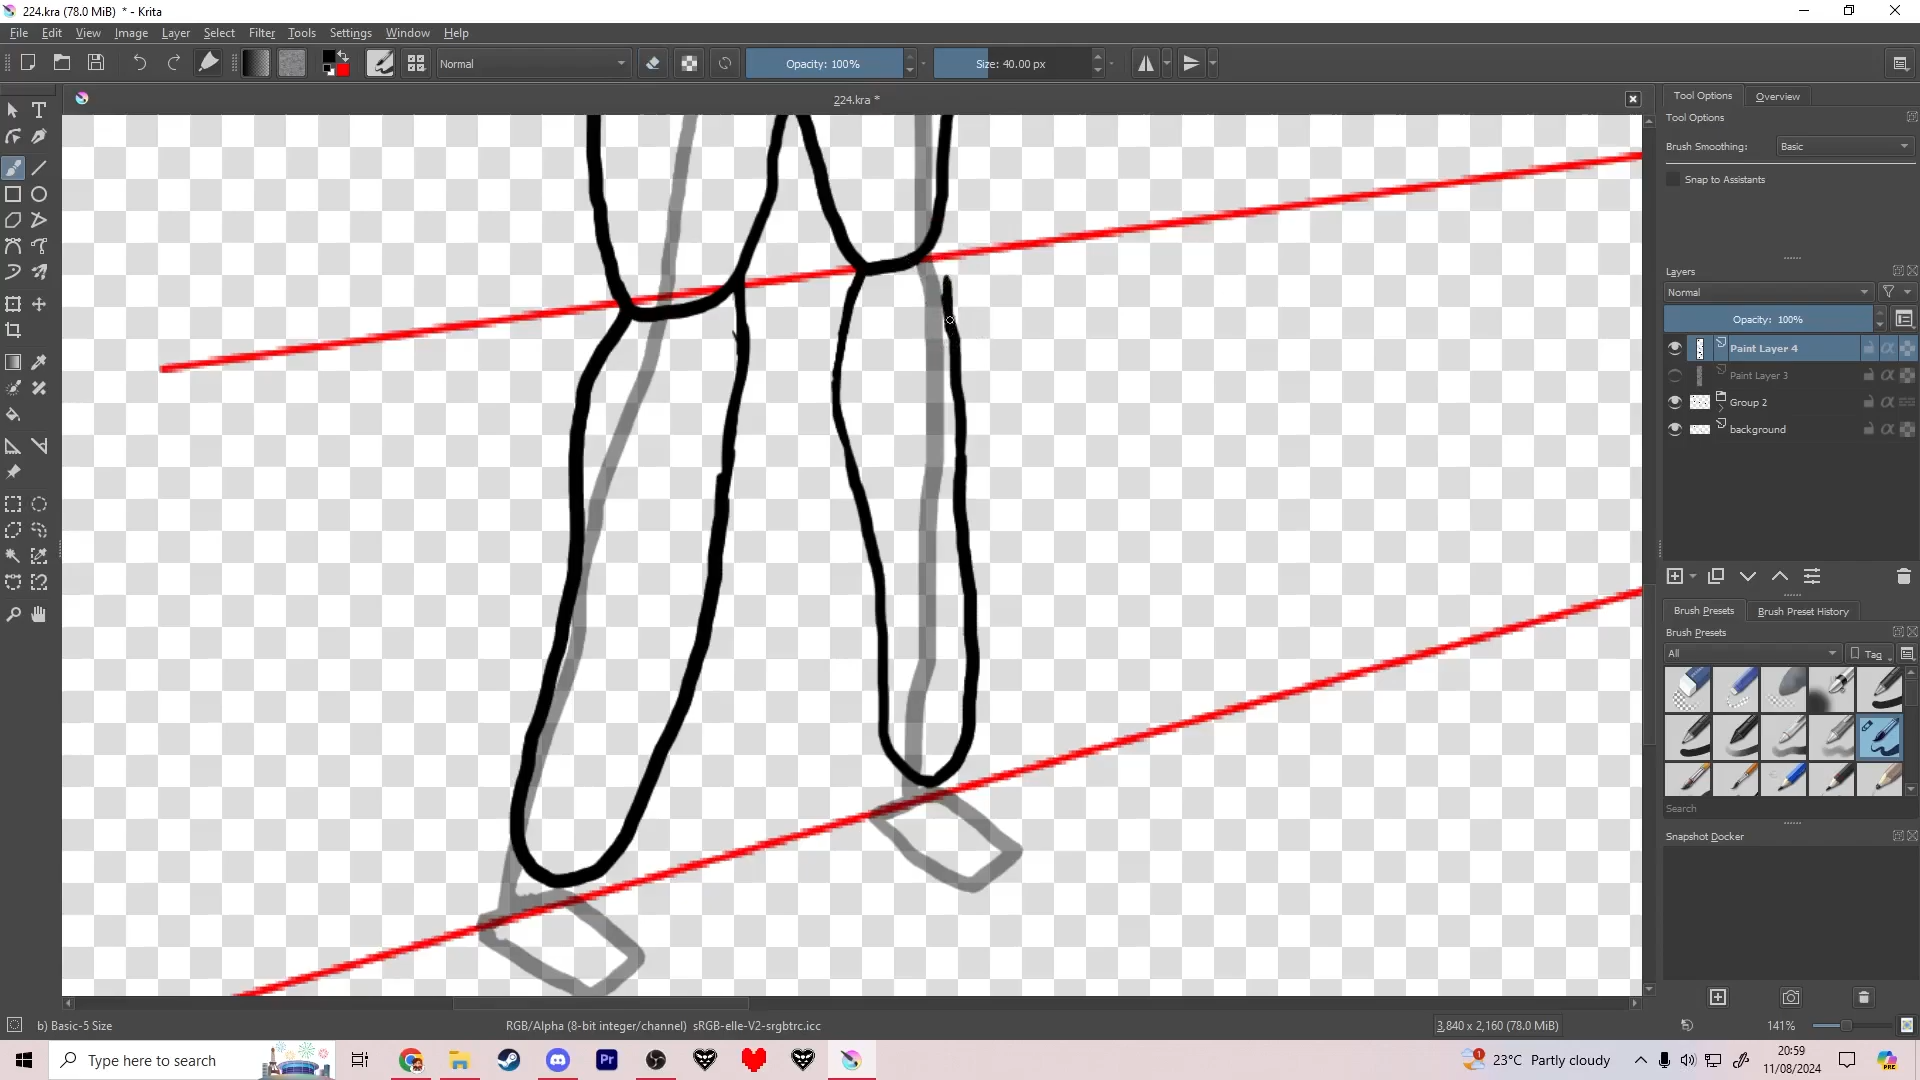 224.kra (78.0 MiB) * - Krita
File Edit View Image Layer Select Filter Tools Settings Window Help
Normal
Opacity: 100%
Size: 40.00 px
224.kra *
Tool Options
Overview
Tool Options
Brush Smoothing:
Basic
Snap to Assistants
Layers
Normal
Opacity: 100%
Paint Layer 4
Paint Layer 3
Group 2
background
Brush Presets
Brush Preset History
Brush Presets
All
Tag
Search
Snapshot Docker
b) Basic-5 Size
RGB/Alpha (8-bit integer/channel) sRGB-elle-V2-srgbtrc.icc
3,840 x 2,160 (78.0 MiB)
141%
Type here to search
Pr
1
23°C Partly cloudy
20:59
11/08/2024
PRE